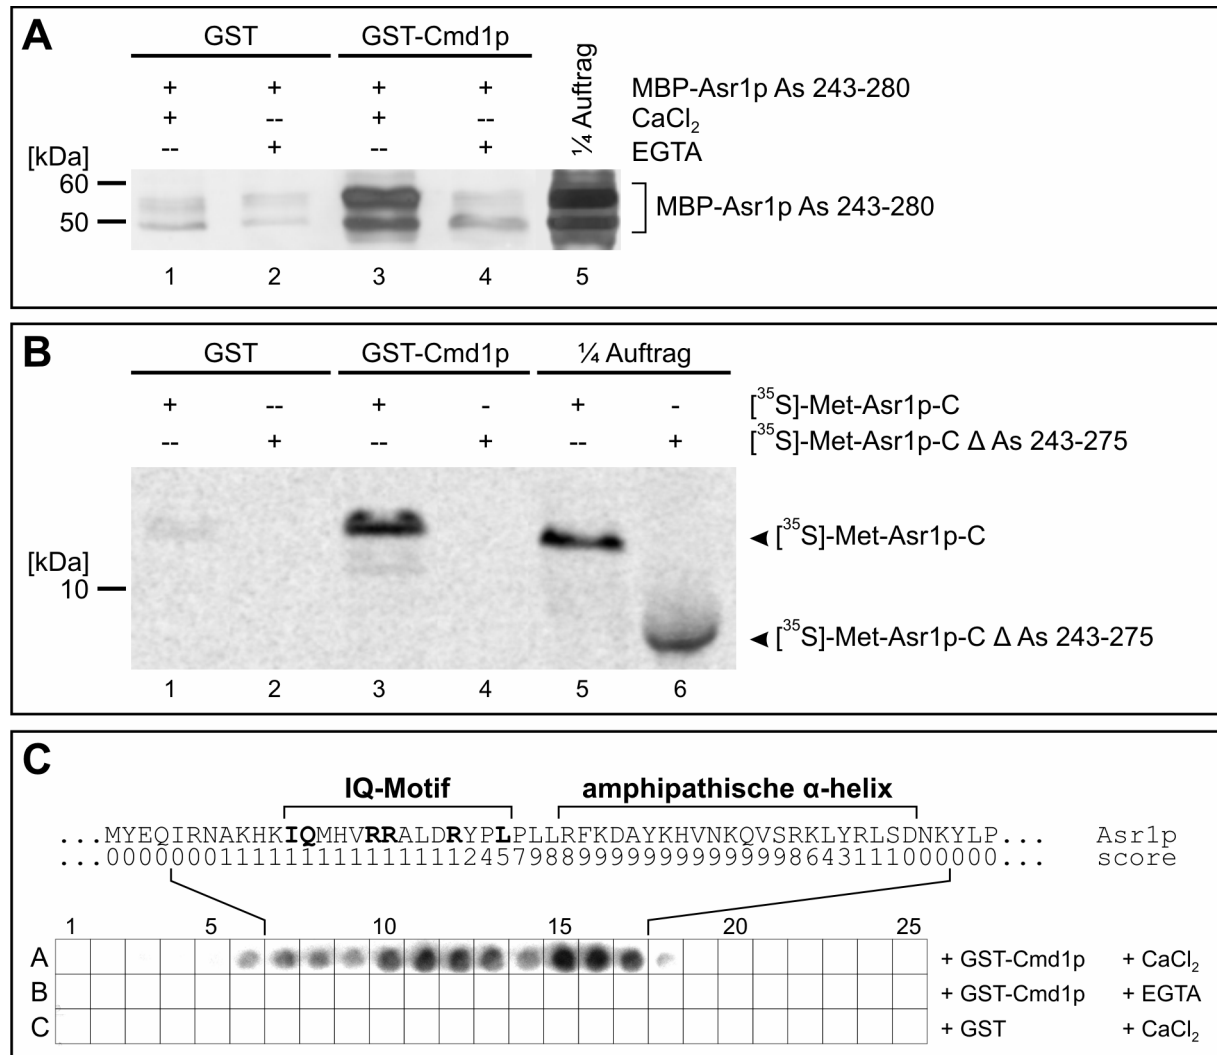 A
GST GST-Cmd1p ¼ Auftrag
+ + + + MBP-Asr1p As 243-280
+ -- + -- CaCl₂
-- + -- + EGTA
[kDa]
60
50
MBP-Asr1p As 243-280
1 2 3 4 5
B
GST GST-Cmd1p ¼ Auftrag
+ -- + - + - [³⁵S]-Met-Asr1p-C
-- + -- + -- + [³⁵S]-Met-Asr1p-C Δ As 243-275
[³⁵S]-Met-Asr1p-C
[kDa]
10
[³⁵S]-Met-Asr1p-C Δ As 243-275
1 2 3 4 5 6
C
IQ-Motif amphipathische α-helix
...MYEQIRNAKHKIQMHVRRALDRYPLPLLRFKDAYKHVNKQVSRKLYRLSDNKYLP... Asr1p
...00000001111111111111245798899999999999998643111000000... score
1 5 10 15 20 25
A + GST-Cmd1p + CaCl₂
B + GST-Cmd1p + EGTA
C + GST + CaCl₂